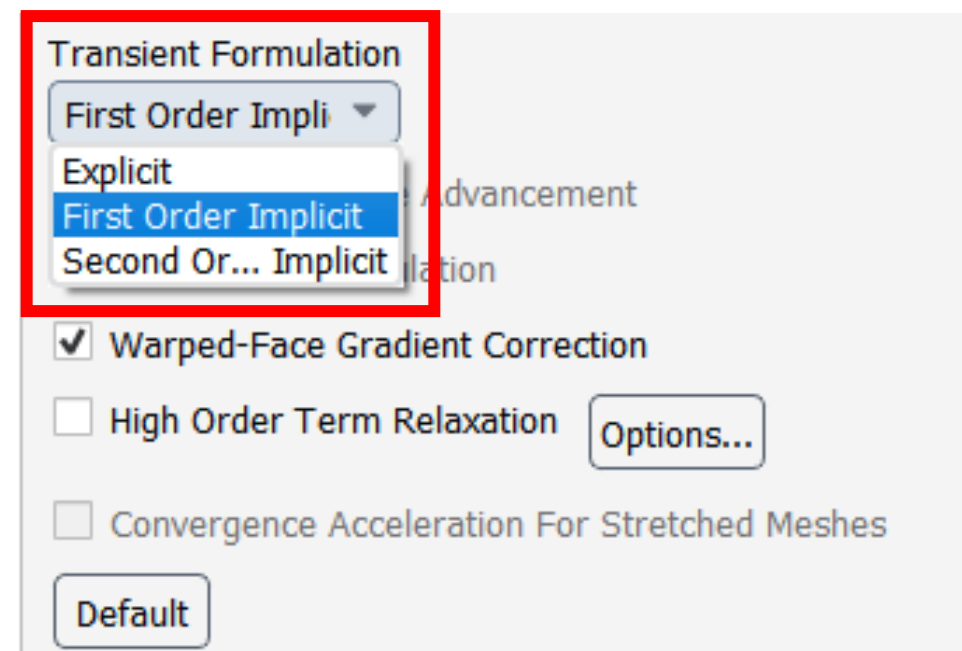 Transient Formulation
First Order Impli
Explicit
First Order Implicit
Advancement
Second Or... Implicit
lation
Warped-Face Gradient Correction
High Order Term Relaxation
Options...
Convergence Acceleration For Stretched Meshes
Default